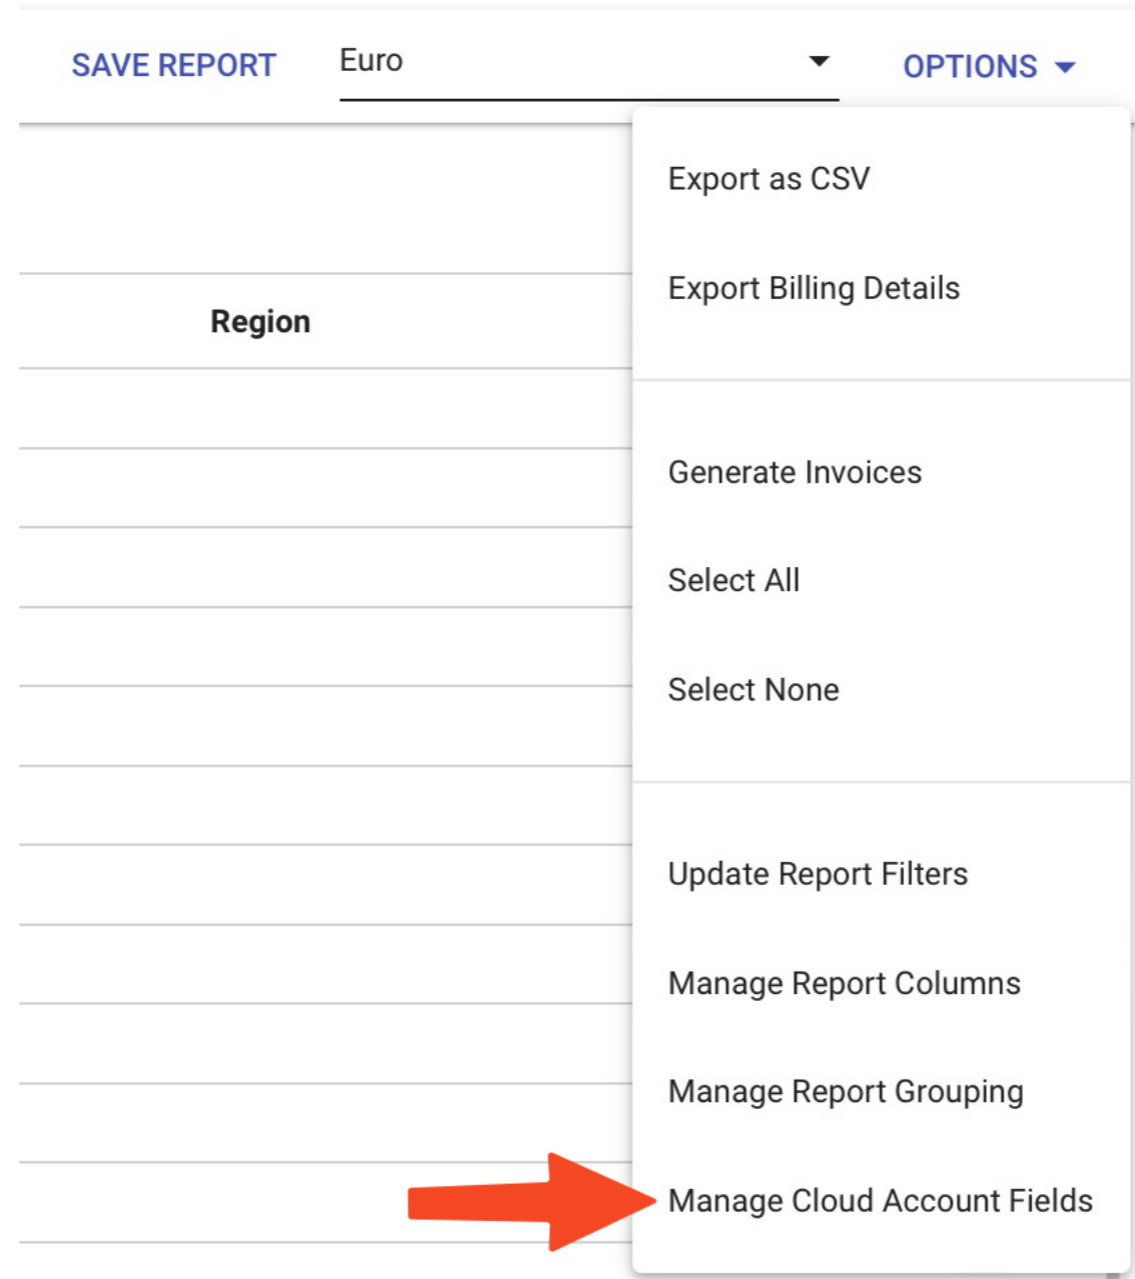 SAVE REPORT
Euro
OPTIONS
Export as CSV
Export Billing Details
Region
Generate Invoices
Select All
Select None
Update Report Filters
Manage Report Columns
Manage Report Grouping
Manage Cloud Account Fields